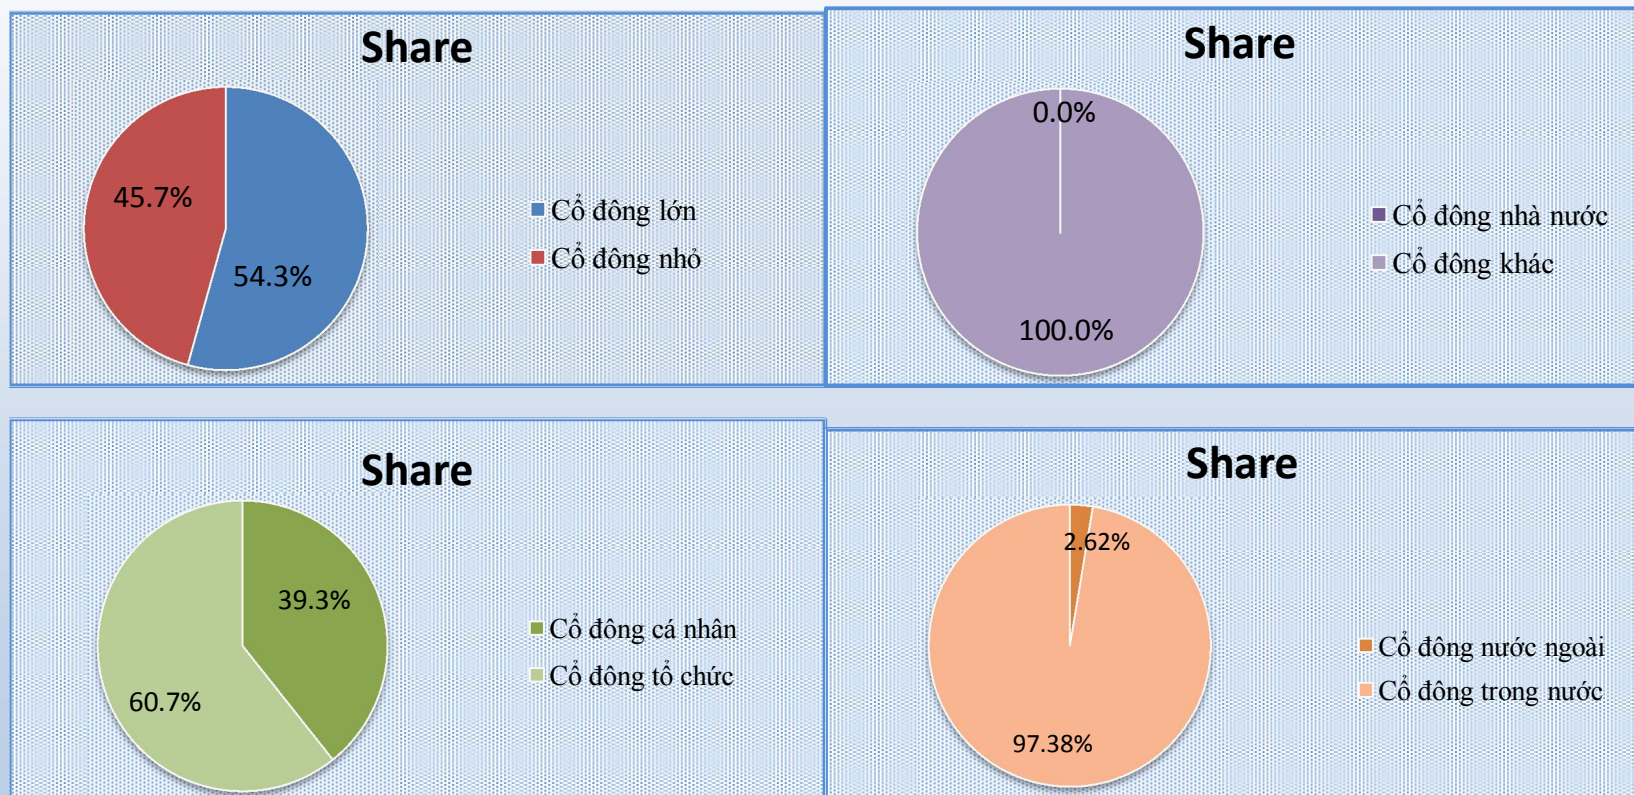 Share
45.7%
54.3%
Cổ đông lớn
Cổ đông nhỏ
Share
0.0%
100.0%
Cổ đông nhà nước
Cổ đông khác
Share
39.3%
60.7%
Cổ đông cá nhân
Cổ đông tổ chức
Share
2.62%
97.38%
Cổ đông nước ngoài
Cổ đông trong nước